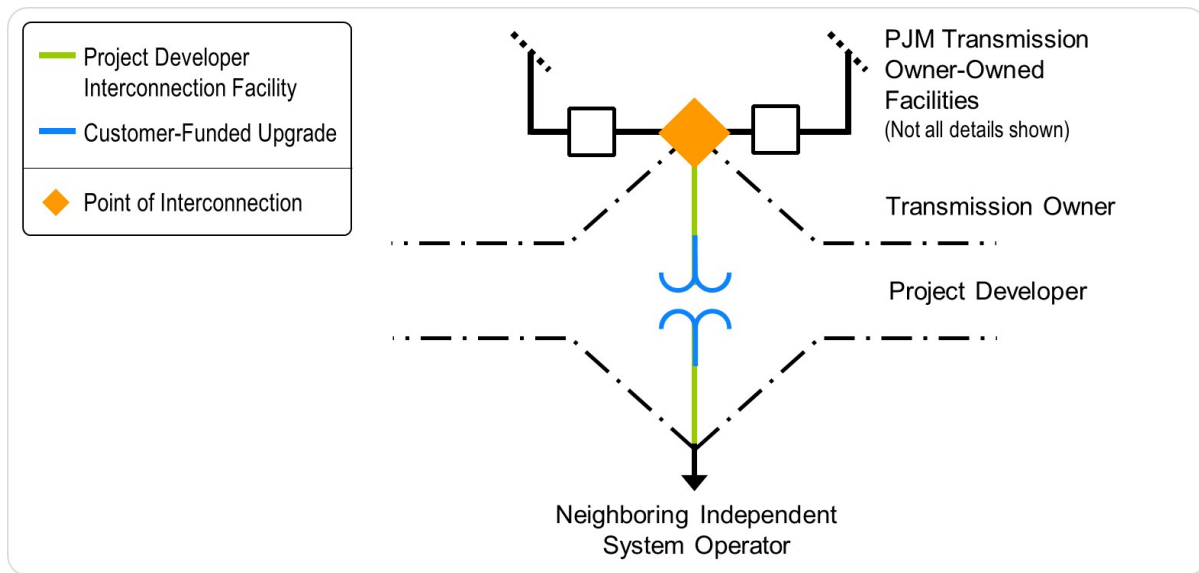 Project Developer
Interconnection Facility
Customer-Funded Upgrade
Point of Interconnection
PJM Transmission
Owner-Owned
Facilities
(Not all details shown)
Transmission Owner
Project Developer
Neighboring Independent
System Operator